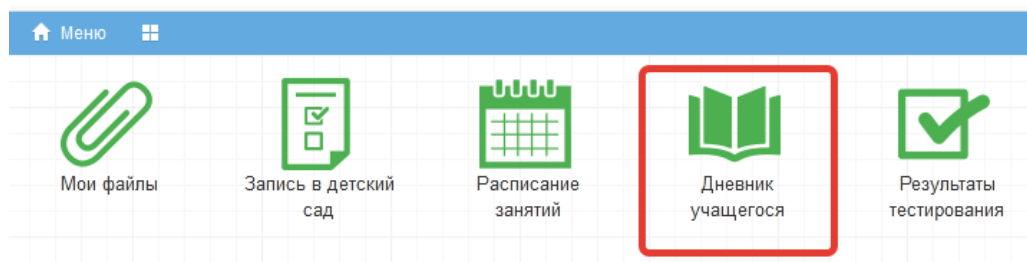 Меню
Мои файлы
Запись в детский
сад
Расписание
занятий
Дневник
учащегося
Результаты
тестирования